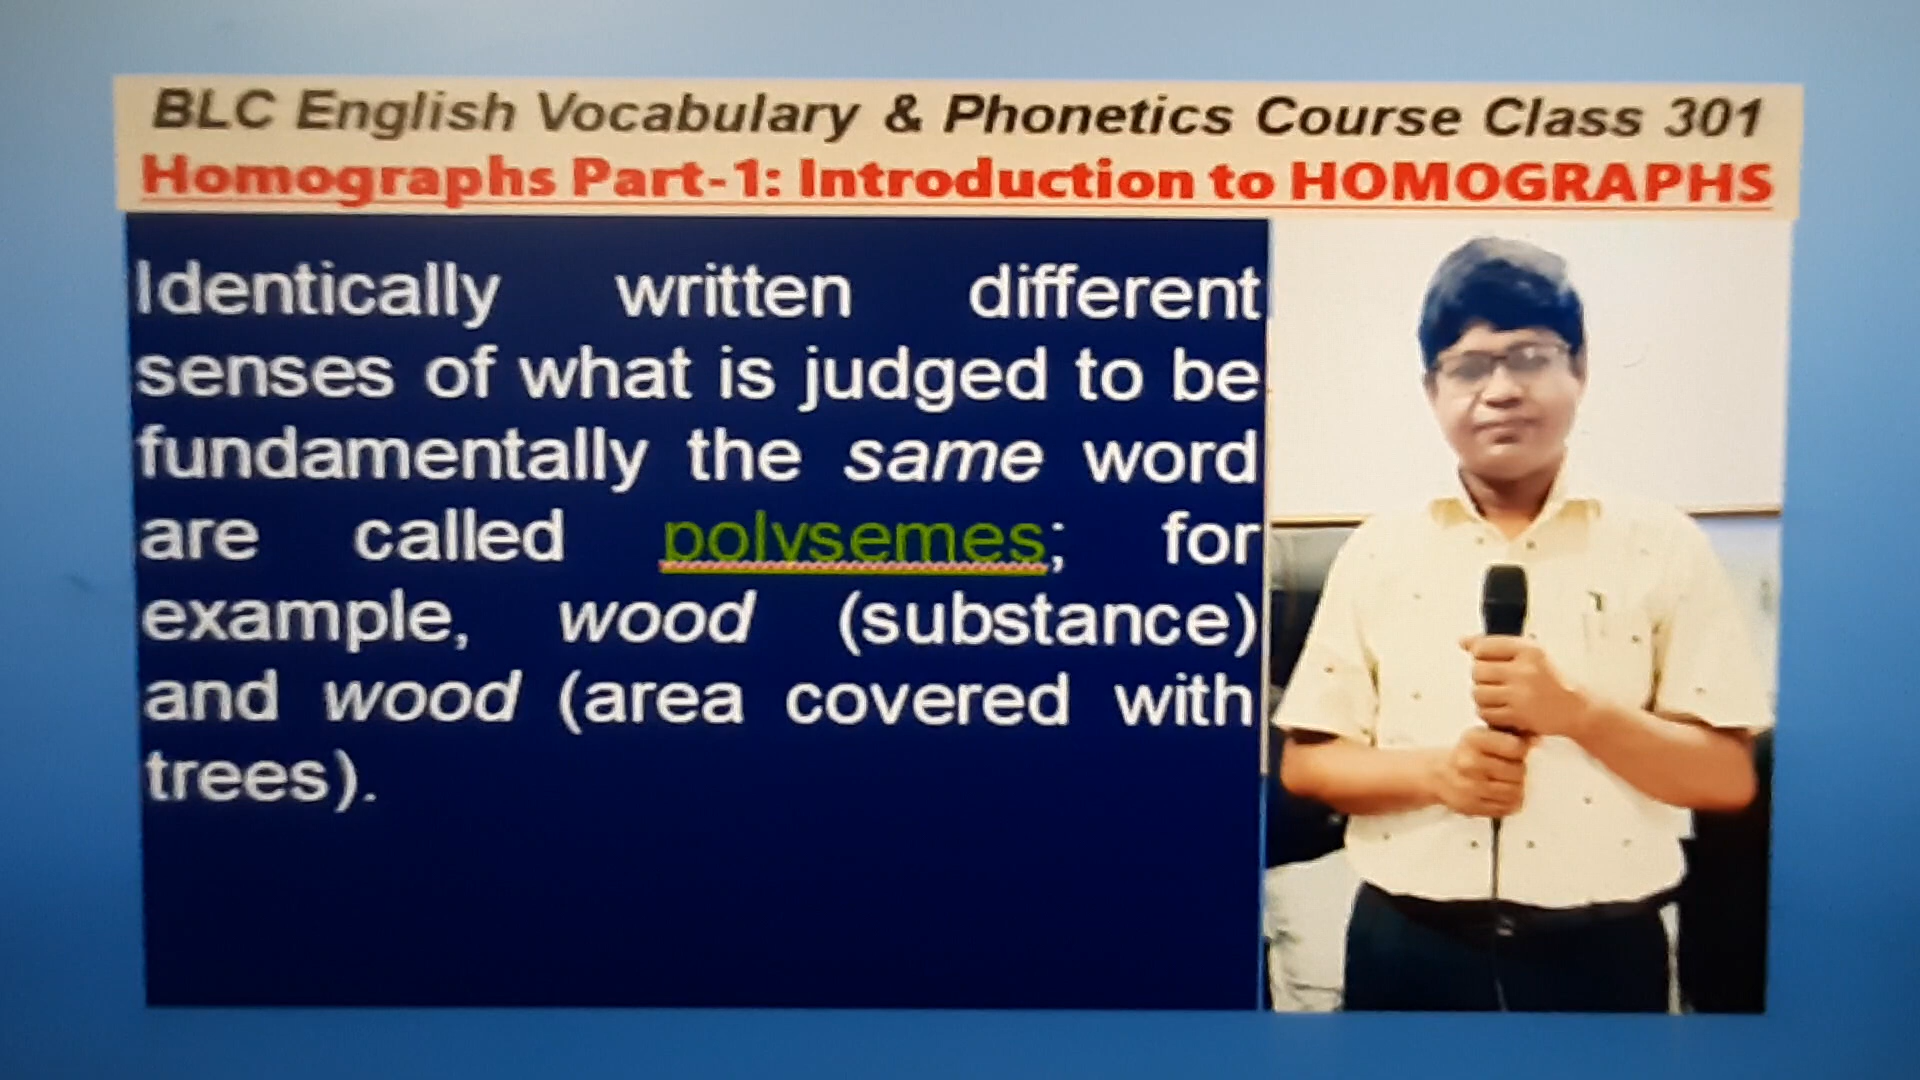 BLC English Vocabulary & Phonetics Course Class 301
Homographs Part-1: Introduction to HOMOGRAPHS
Identically written different
senses of what is judged to be
fundamentally the same word
are called polysemes; for
example, wood (substance)
and wood (area covered with
trees).